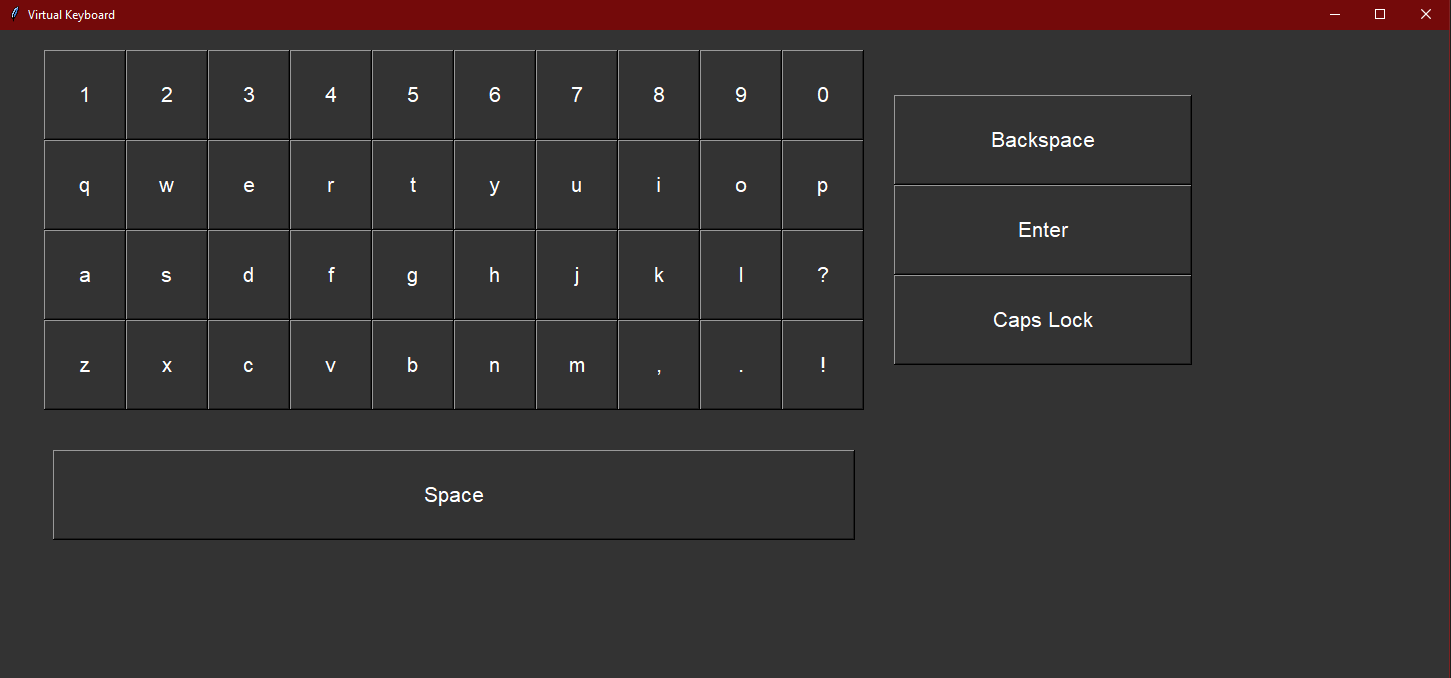 Virtual Keyboard
1 2 3 4 5 6 7 8 9 0
q w e r t y u i o p
a s d f g h j k l ?
z x c v b n m , . !
Space
Backspace
Enter
Caps Lock